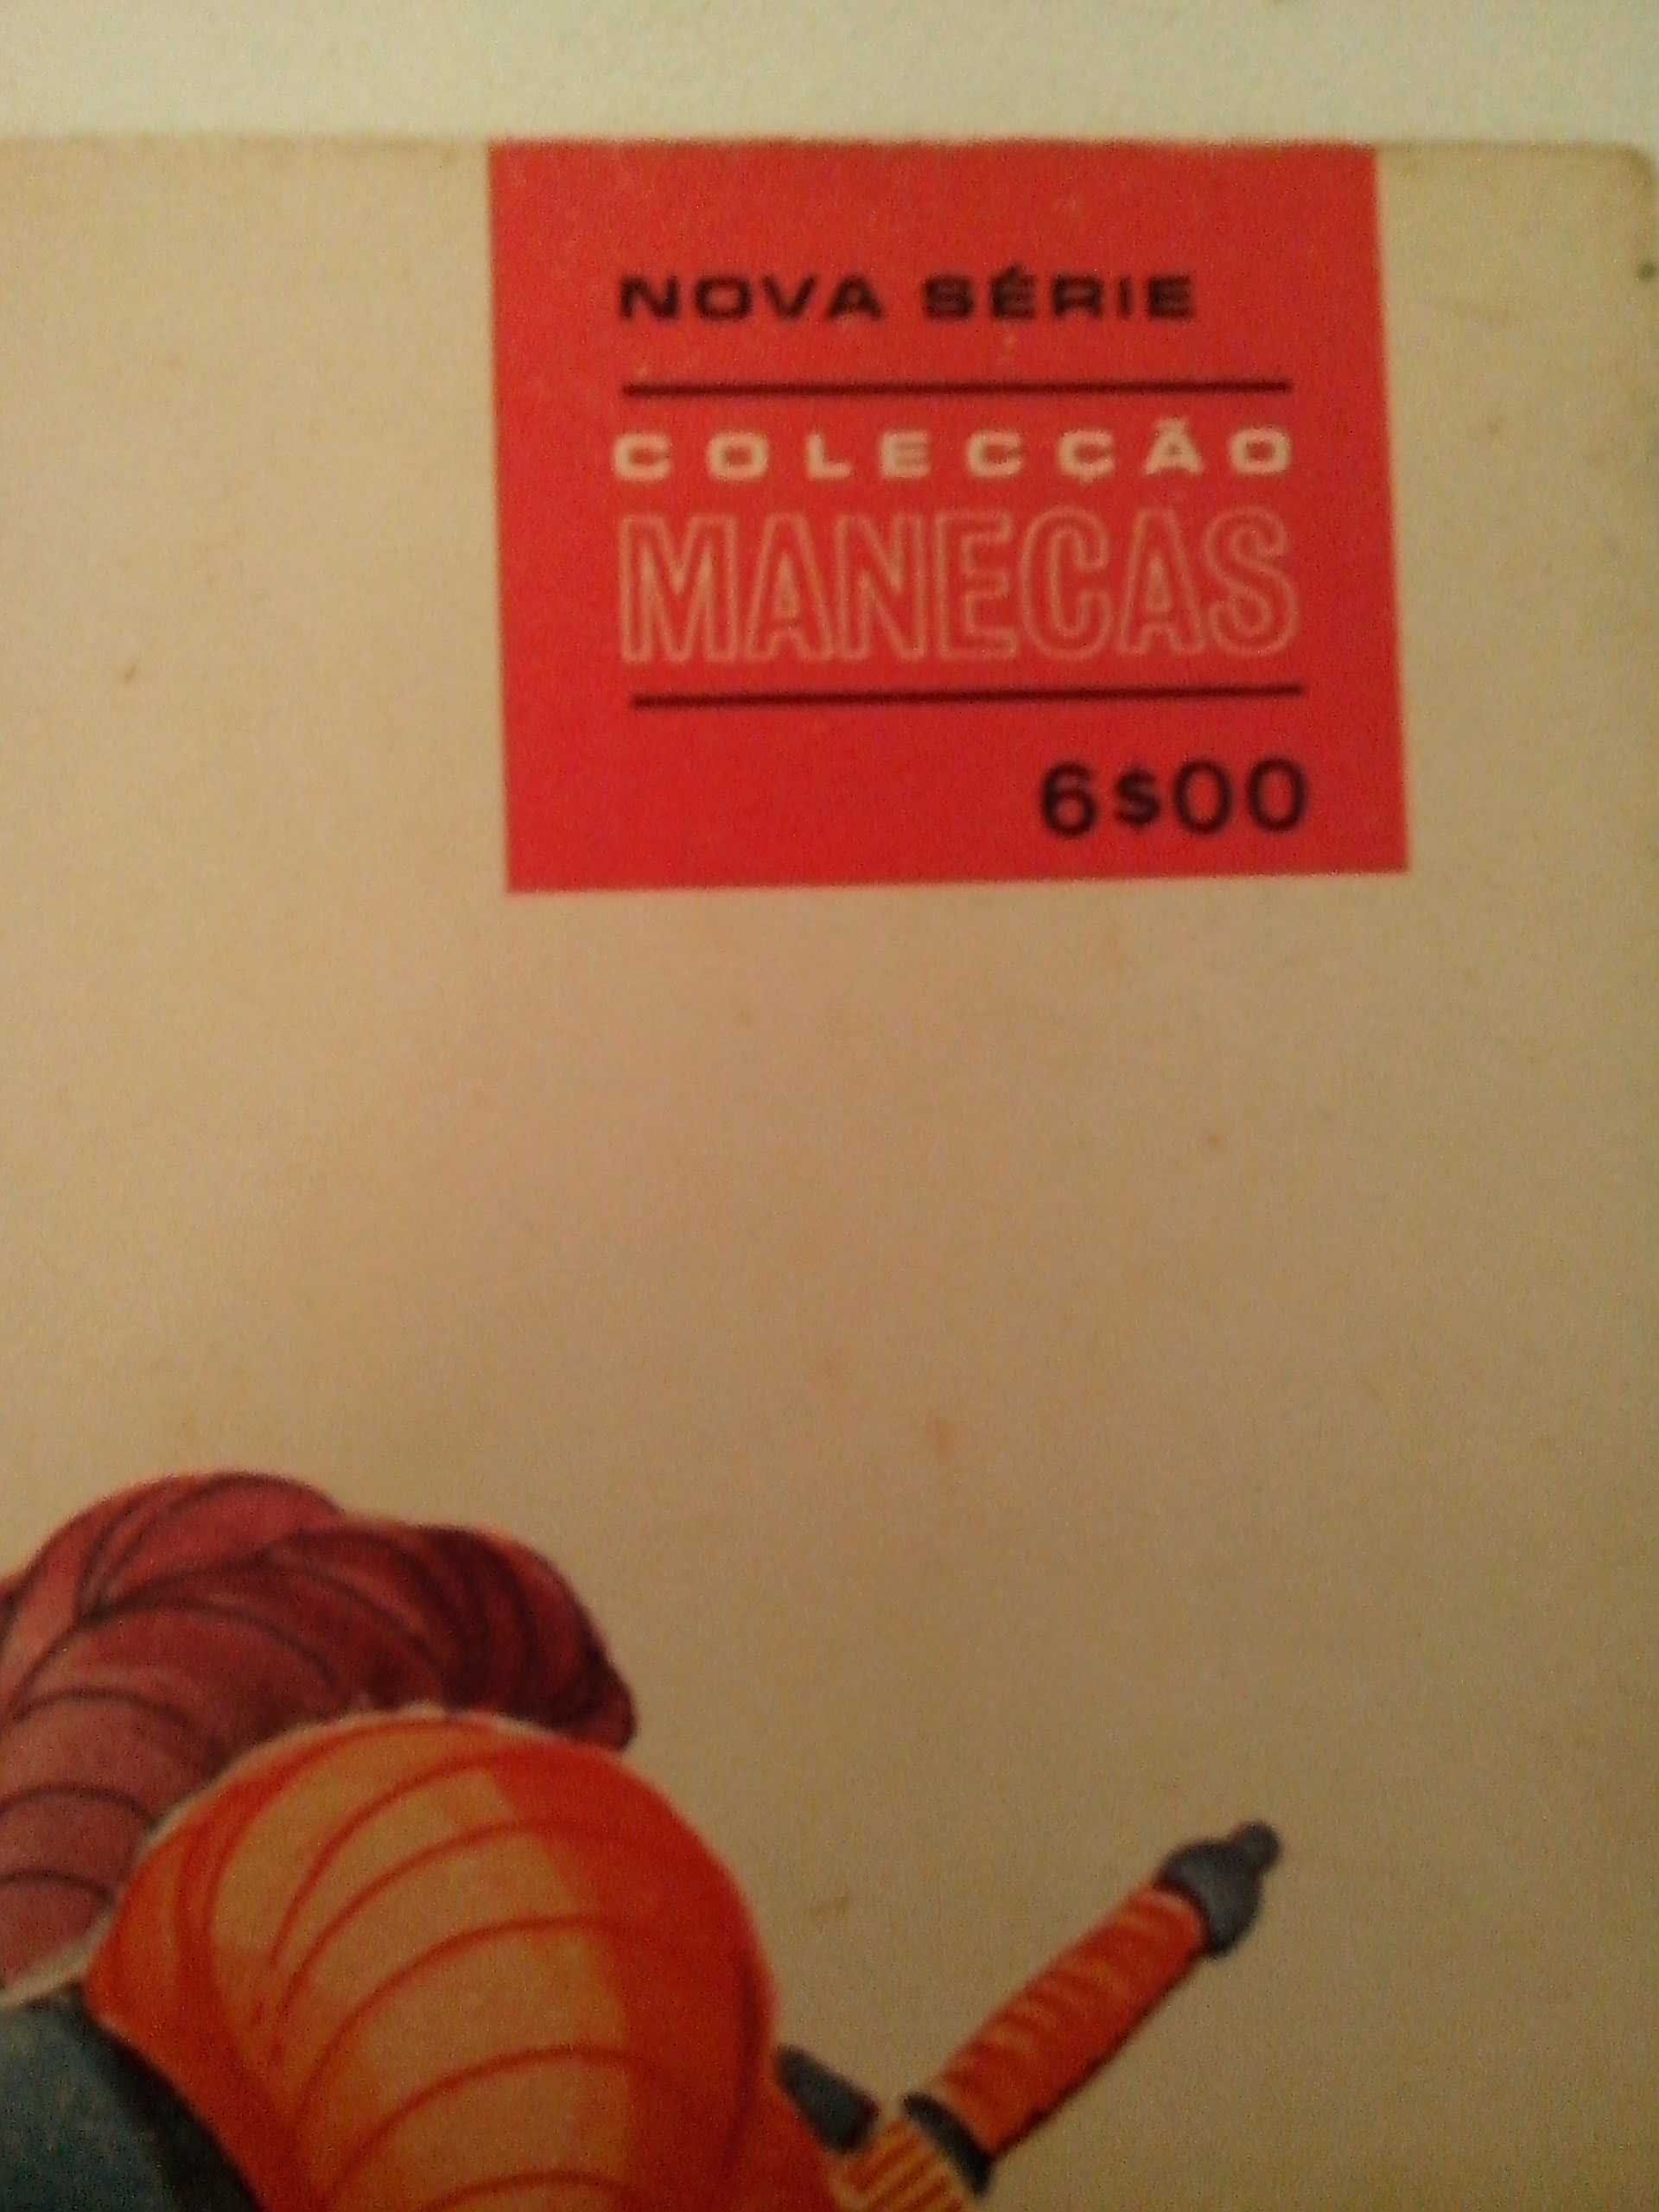 NOVA SÉRIE
COLECÇÃO
MANECAS
6$00